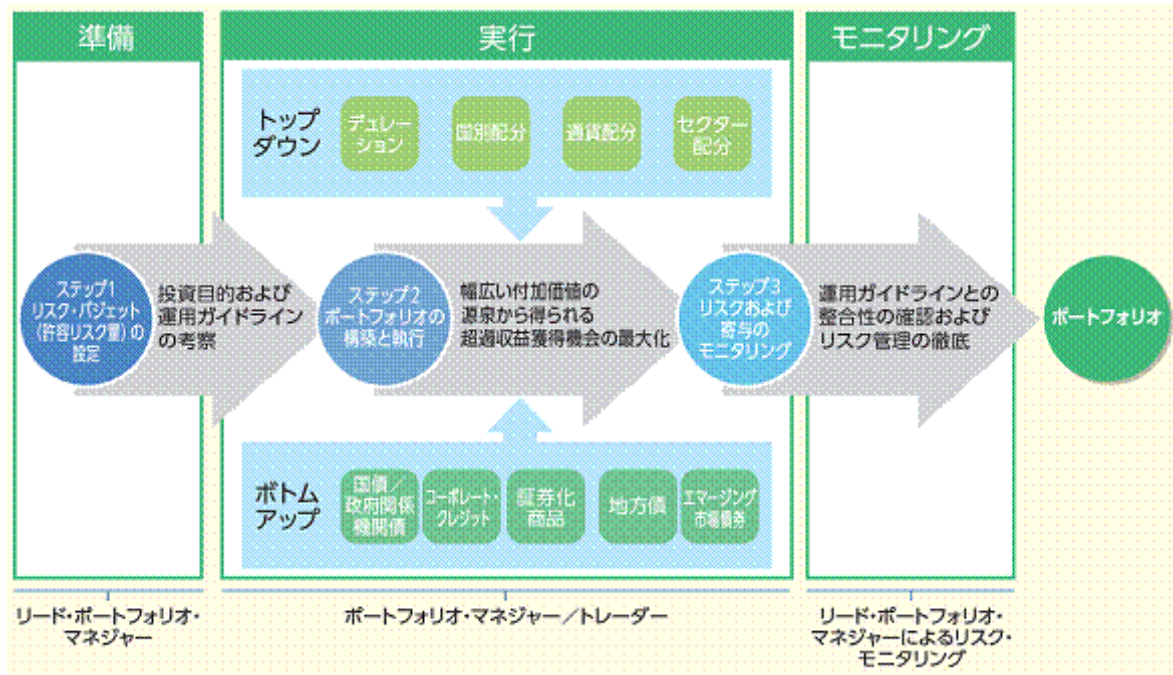 準備
実行
モニタリング
トップ
ダウン
デュレー
ション
国別配分
通貨配分
セクター
配分
ステップ1
リスク・バジェット
(許容リスク量)の
設定
投資目的および
運用ガイドライン
の考察
ステップ2
ポートフォリオの
構築と執行
幅広い付加価値の
源泉から得られる
超過収益獲得機会の最大化
ステップ3
リスクおよび
寄与の
モニタリング
運用ガイドラインとの
整合性の確認および
リスク管理の徹底
ポートフォリオ
ボトム
アップ
国債/
政府関係
機関債
コーポレート・
クレジット
証券化
商品
地方債
エマージング
市場債券
リード・ポートフォリオ・
マネジャー
ポートフォリオ・マネジャー/トレーダー
リード・ポートフォリオ・
マネジャーによるリスク・
モニタリング